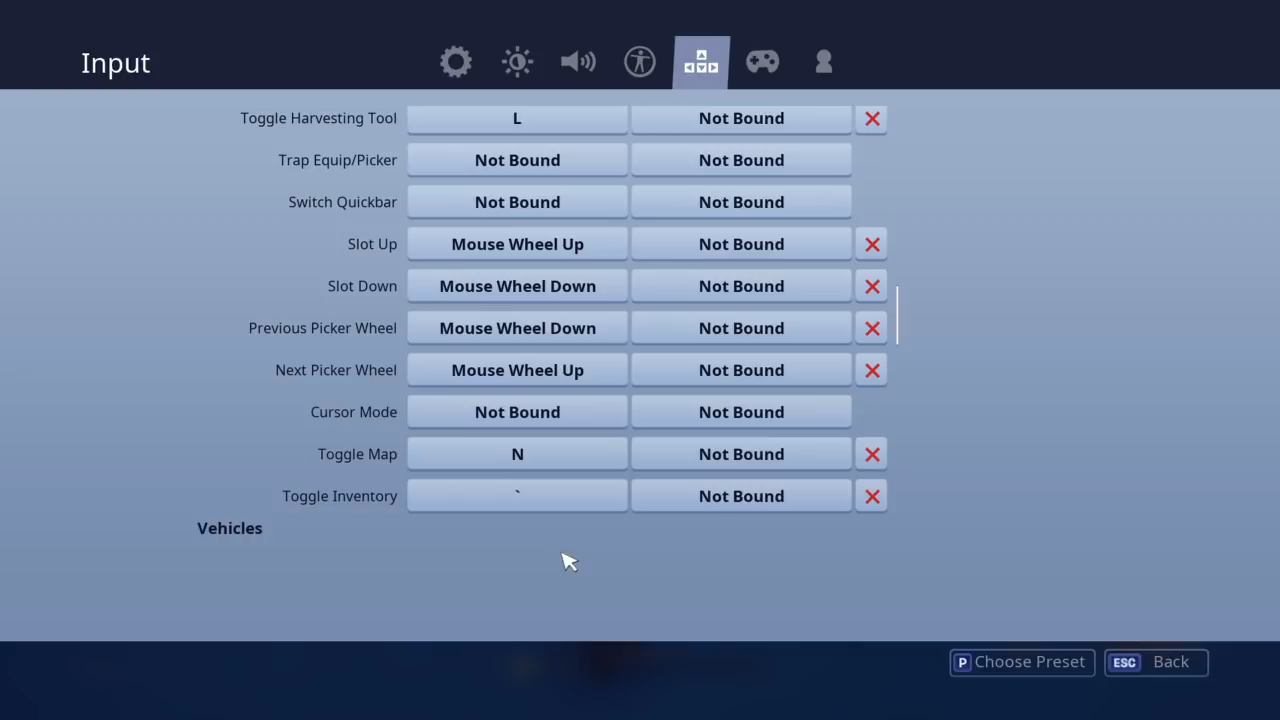 Input
Toggle Harvesting Tool L Not Bound
Trap Equip/Picker Not Bound Not Bound
Switch Quickbar Not Bound Not Bound
Slot Up Mouse Wheel Up Not Bound
Slot Down Mouse Wheel Down Not Bound
Previous Picker Wheel Mouse Wheel Down Not Bound
Next Picker Wheel Mouse Wheel Up Not Bound
Cursor Mode Not Bound Not Bound
Toggle Map N Not Bound
Toggle Inventory ` Not Bound
Vehicles
P Choose Preset ESC Back